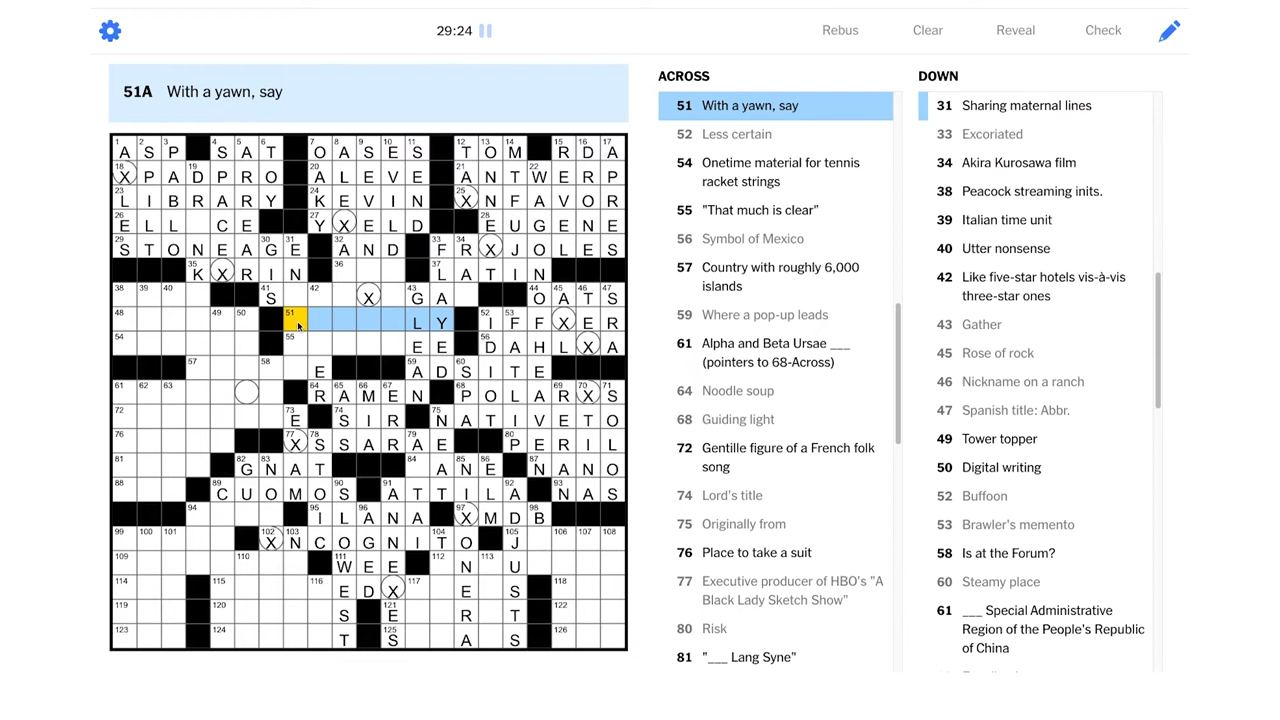 29:24
Rebus Clear Reveal Check
51A With a yawn, say
ACROSS
51 With a yawn, say
52 Less certain
54 Onetime material for tennis
racket strings
55 "That much is clear"
56 Symbol of Mexico
57 Country with roughly 6,000
islands
59 Where a pop-up leads
61 Alpha and Beta Ursae ___
(pointers to 68-Across)
64 Noodle soup
68 Guiding light
72 Gentille figure of a French folk
song
74 Lord's title
75 Originally from
76 Place to take a suit
77 Executive producer of HBO's "A
Black Lady Sketch Show"
80 Risk
81 "___ Lang Syne"
DOWN
31 Sharing maternal lines
33 Excoriated
34 Akira Kurosawa film
38 Peacock streaming inits.
39 Italian time unit
40 Utter nonsense
42 Like five-star hotels vis-à-vis
three-star ones
43 Gather
45 Rose of rock
46 Nickname on a ranch
47 Spanish title: Abbr.
49 Tower topper
50 Digital writing
52 Buffoon
53 Brawler's memento
58 Is at the Forum?
60 Steamy place
61 ___ Special Administrative
Region of the People's Republic
of China
A S P S A T O A S E S T O M R D A
X P A D P R O A L E V E A N T W E R P
L I B R A R Y K E V I N X N F A V O R
E L L C E Y X E L D E U G E N E
S T O N E A G E A N D F R X J O L E S
K X R I N L A T I N
S X G A O A T S
L Y I F F X E R
E E D A H L X A
E A D S I T E
R A M E N P O L A R X S
E S I R N A T I V E T O
X S S A R A E P E R I L
G N A T A N E N A N O
C U O M O S A T T I L A N A S
I L A N A X M D B
X N C O G N I T O J
W E E N U
E D X E S
S E E T
T S A S